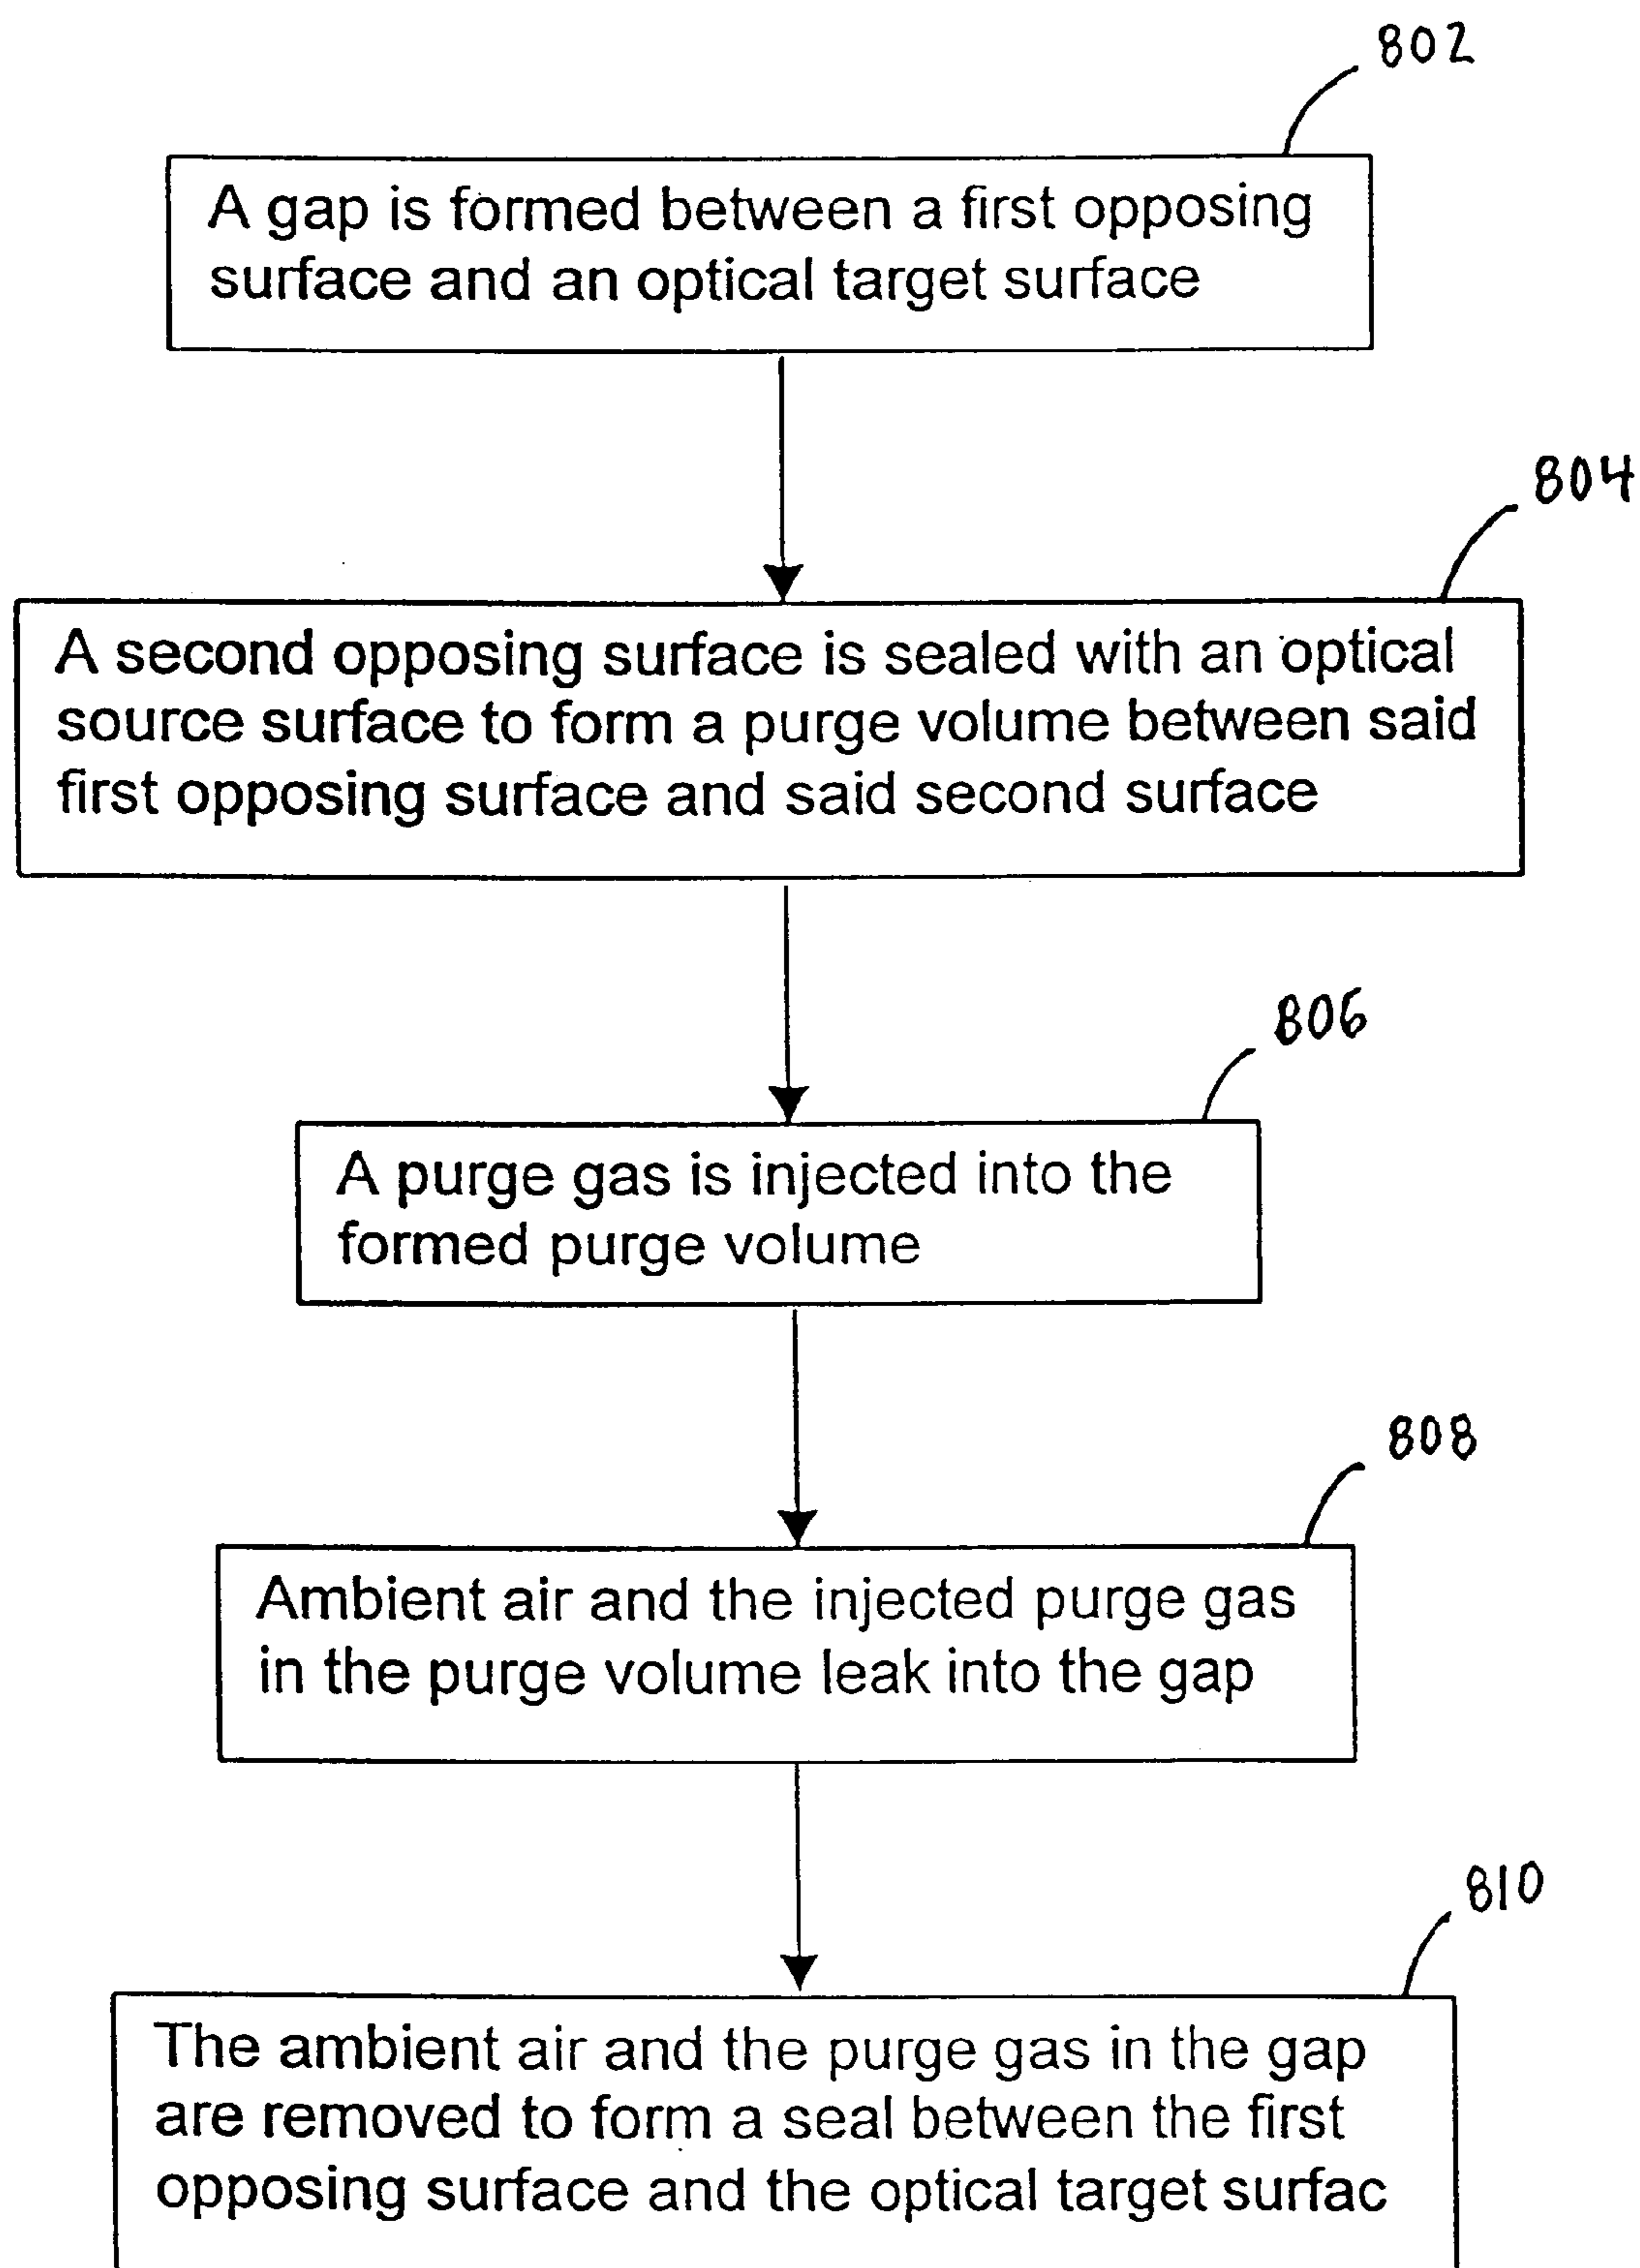 802
A gap is formed between a first opposing
surface and an optical target surface
804
A second opposing surface is sealed with an optical
source surface to form a purge volume between said
first opposing surface and said second surface
806
A purge gas is injected into the
formed purge volume
808
Ambient air and the injected purge gas
in the purge volume leak into the gap
810
The ambient air and the purge gas in the gap
are removed to form a seal between the first
opposing surface and the optical target surfac